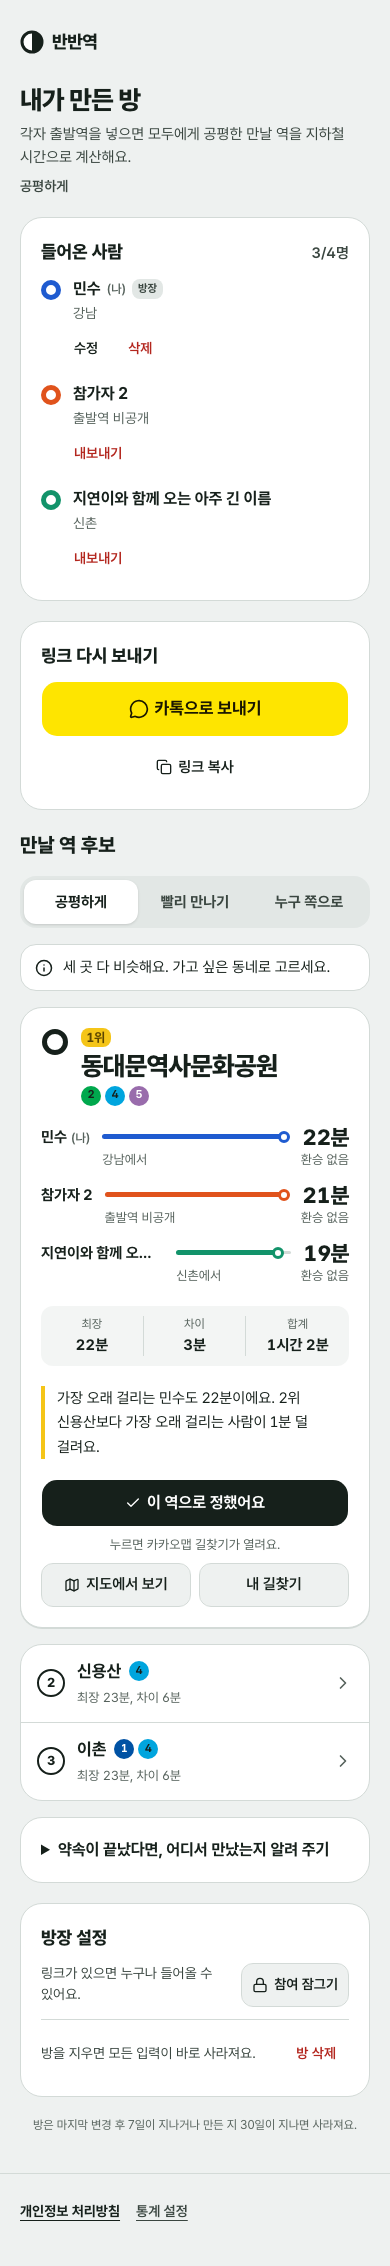 반반역
내가 만든 방
각자 출발역을 넣으면 모두에게 공평한 만날 역을 지하철
시간으로 계산해요.
공평하게
들어온 사람
3/4명
민수 (나) 방장
강남
수정 삭제
참가자 2
출발역 비공개
내보내기
지연이와 함께 오는 아주 긴 이름
신촌
내보내기
링크 다시 보내기
카톡으로 보내기
링크 복사
만날 역 후보
공평하게 빨리 만나기 누구 쪽으로
세 곳 다 비슷해요. 가고 싶은 동네로 고르세요.
1위
동대문역사문화공원
2 4 5
민수 (나) 22분
강남에서 환승 없음
참가자 2 21분
출발역 비공개 환승 없음
지연이와 함께 오... 19분
신촌에서 환승 없음
최장 차이 합계
22분 3분 1시간 2분
가장 오래 걸리는 민수도 22분이에요. 2위
신용산보다 가장 오래 걸리는 사람이 1분 덜
걸려요.
이 역으로 정했어요
누르면 카카오맵 길찾기가 열려요.
지도에서 보기 내 길찾기
2 신용산 4
최장 23분, 차이 6분
3 이촌 1 4
최장 23분, 차이 6분
약속이 끝났다면, 어디서 만났는지 알려 주기
방장 설정
링크가 있으면 누구나 들어올 수
있어요.
참여 잠그기
방을 지우면 모든 입력이 바로 사라져요. 방 삭제
방은 마지막 변경 후 7일이 지나거나 만든 지 30일이 지나면 사라져요.
개인정보 처리방침 통계 설정